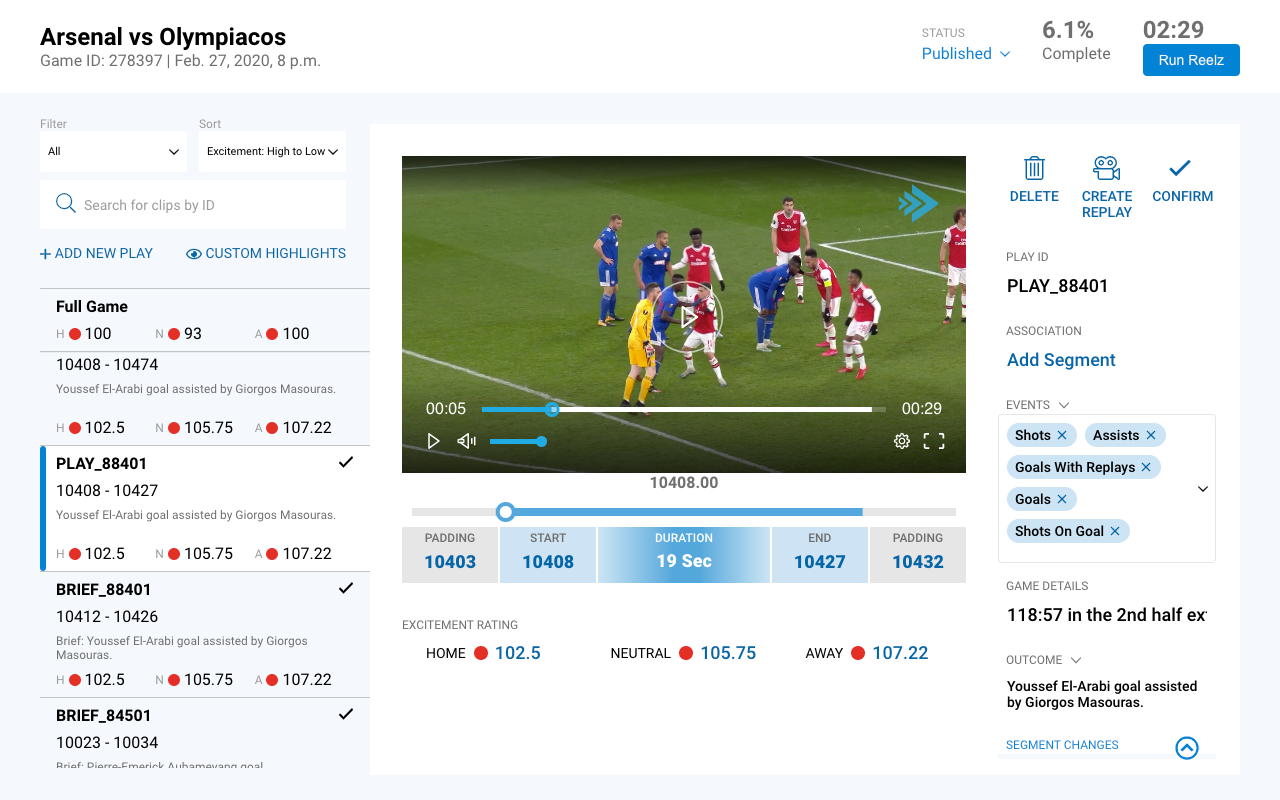 Arsenal vs Olympiacos
Game ID: 278397 | Feb. 27, 2020, 8 p.m.
STATUS
Published
6.1%
Complete
02:29
Run Reelz
Filter
All
Sort
Excitement: High to Low
Search for clips by ID
+ ADD NEW PLAY
CUSTOM HIGHLIGHTS
Full Game
H 100 N 93 A 100
10408 - 10474
Youssef El-Arabi goal assisted by Giorgos Masouras.
H 102.5 N 105.75 A 107.22
PLAY_88401
10408 - 10427
Youssef El-Arabi goal assisted by Giorgos Masouras.
H 102.5 N 105.75 A 107.22
BRIEF_88401
10412 - 10426
Brief: Youssef El-Arabi goal assisted by Giorgos
Masouras.
H 102.5 N 105.75 A 107.22
BRIEF_84501
10023 - 10034
Brief: Pierre-Emerick Aubameyang goal
00:05
00:29
10408.00
PADDING
10403
START
10408
DURATION
19 Sec
END
10427
PADDING
10432
EXCITEMENT RATING
HOME 102.5 NEUTRAL 105.75 AWAY 107.22
DELETE
CREATE
REPLAY
CONFIRM
PLAY ID
PLAY_88401
ASSOCIATION
Add Segment
EVENTS
Shots × Assists ×
Goals With Replays ×
Goals ×
Shots On Goal ×
GAME DETAILS
118:57 in the 2nd half ex
OUTCOME
Youssef El-Arabi goal assisted
by Giorgos Masouras.
SEGMENT CHANGES